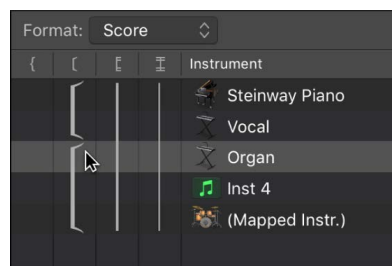 Format: Score
Instrument
Steinway Piano
Vocal
Organ
Inst 4
(Mapped Instr.)